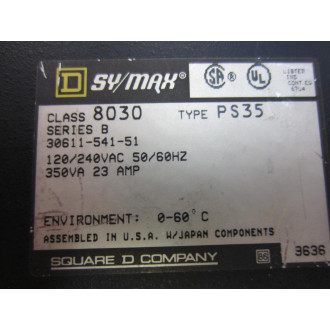 D SY/MAX®
SA ® UL ®
LISTED
IND
CONT EQ
CLASS 8030 TYPE PS35
SERIES B
30611-541-51
120/240VAC 50/60HZ
350VA 23 AMP
ENVIRONMENT: 0-60°C
ASSEMBLED IN U.S.A. W/JAPAN COMPONENTS
SQUARE D COMPANY
3636